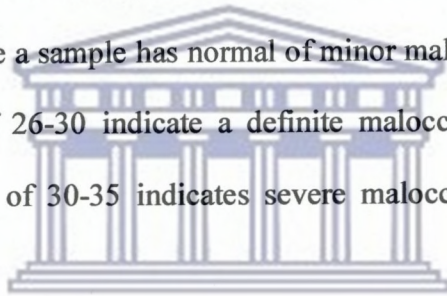 e a sample has normal of minor mal
26-30 indicate a definite malocc
of 30-35 indicates severe malocc